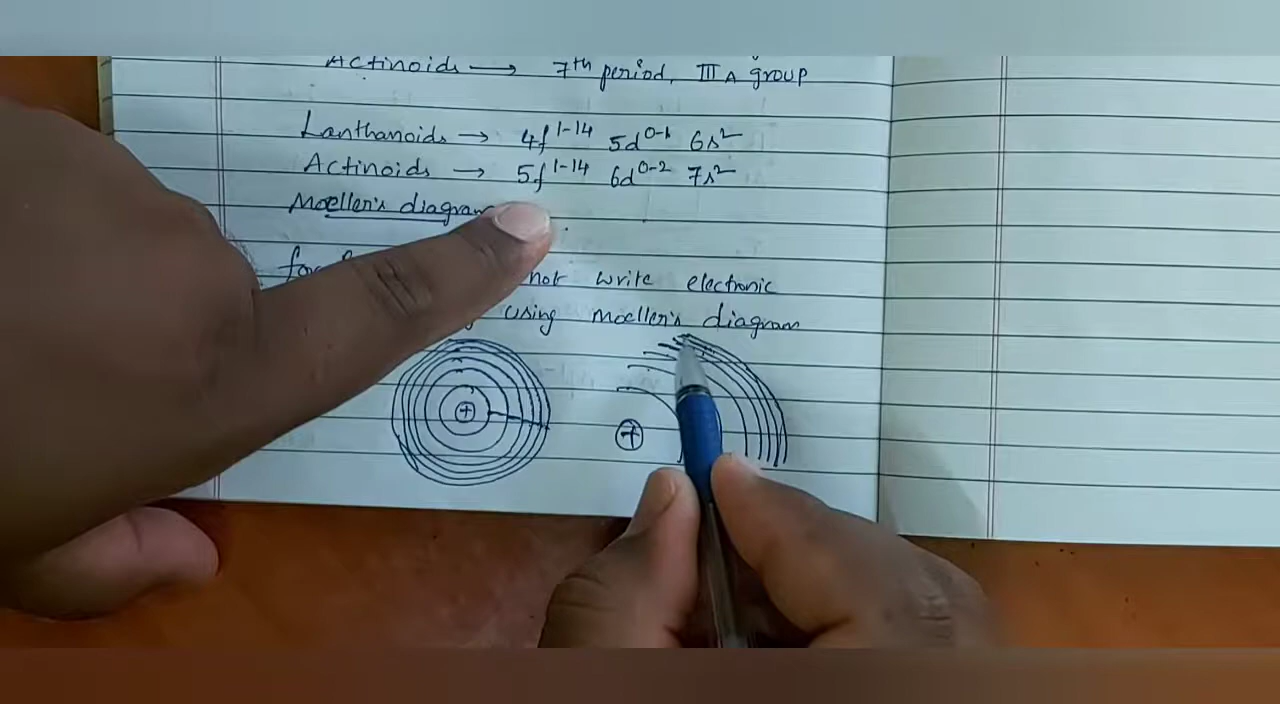 Actinoids → 7th period, III A group
Lanthanoids → 4f¹⁻¹⁴ 5d⁰⁻¹ 6s²
Actinoids → 5f¹⁻¹⁴ 6d⁰⁻² 7s²
Moeller's diagram
for not write electronic
using moeller's diagram
+ +